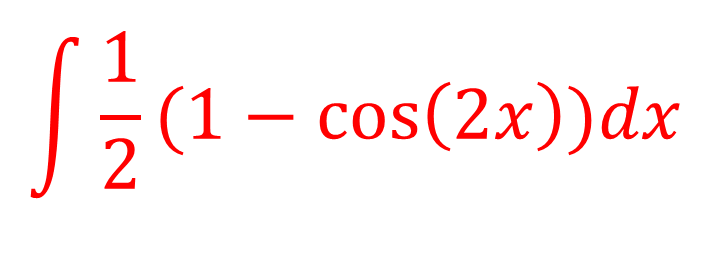 ∫ 1/2 (1 − cos(2x))dx